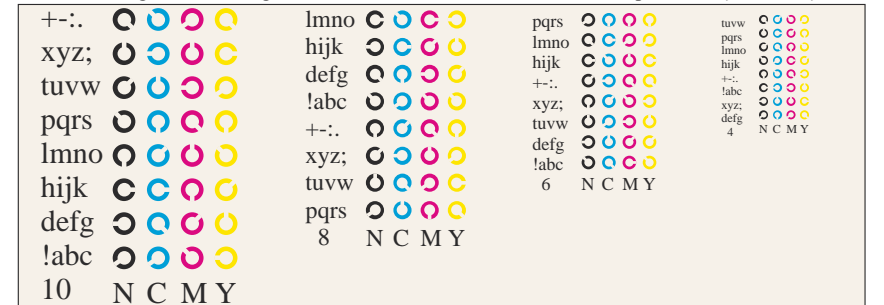 +-:.
xyz;
tuvw
pqrs
lmno
hijk
defg
!abc
10 N C M Y
lmno
hijk
defg
!abc
+-:.
xyz;
tuvw
pqrs
8 N C M Y
pqrs
lmno
hijk
+-:.
xyz;
tuvw
defg
!abc
6 N C M Y
tuvw
pqrs
lmno
hijk
+-:.
!abc
xyz;
defg
4 N C M Y